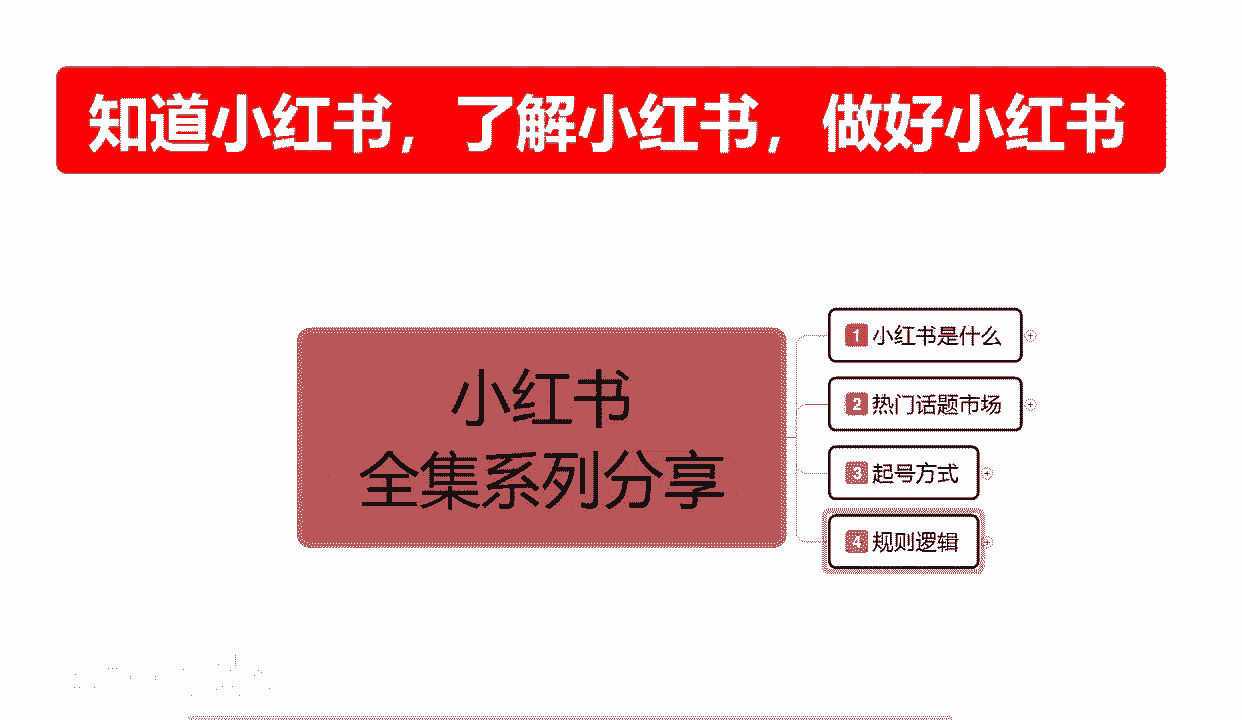 知道小红书，了解小红书，做好小红书
小红书
全集系列分享
1 小红书是什么
2 热门话题市场
3 起号方式
4 规则逻辑